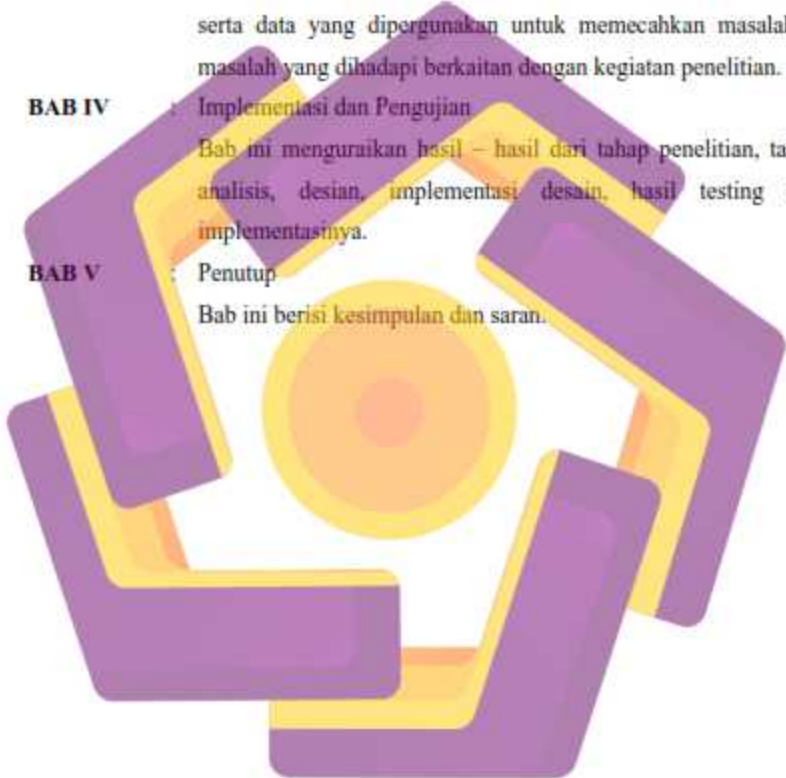 serta data yang dipergunakan untuk memecahkan masalah
masalah yang dihadapi berkaitan dengan kegiatan penelitian.
BAB IV : Implementasi dan Pengujian
Bab ini menguraikan hasil – hasil dari tahap penelitian, ta
analisis, desian, implementasi desain, hasil testing
implementasinya.
BAB V : Penutup
Bab ini berisi kesimpulan dan saran.